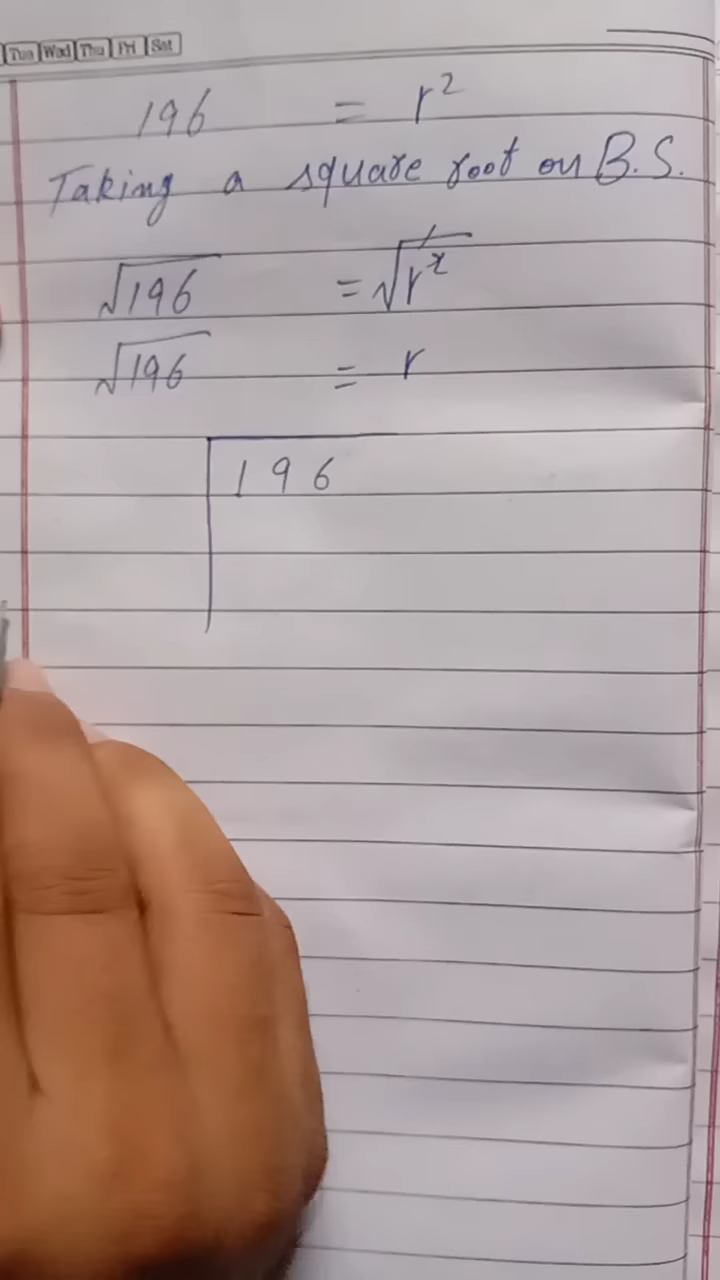 Tue Wed Thu Fri Sat
196 = r²
Taking a square root on B.S.
√196 = √r²
√196 = r
196